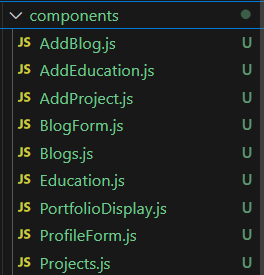 components
JS AddBlog.js U
JS AddEducation.js U
JS AddProject.js U
JS BlogForm.js U
JS Blogs.js U
JS Education.js U
JS PortfolioDisplay.js U
JS ProfileForm.js U
JS Projects.js U